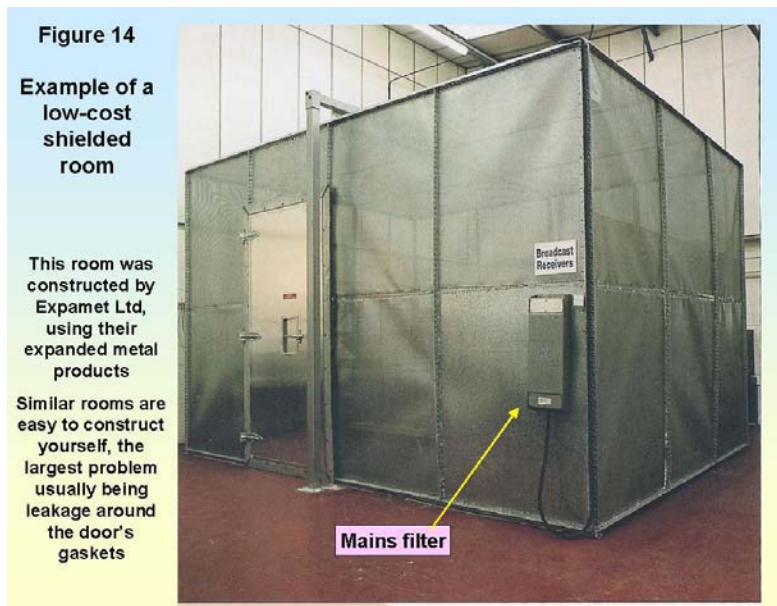 Figure 14
Example of a
low-cost
shielded
room
This room was
constructed by
Expamet Ltd,
using their
expanded metal
products
Similar rooms are
easy to construct
yourself, the
largest problem
usually being
leakage around
the door's
gaskets
Broadcast
Receivers
Mains filter